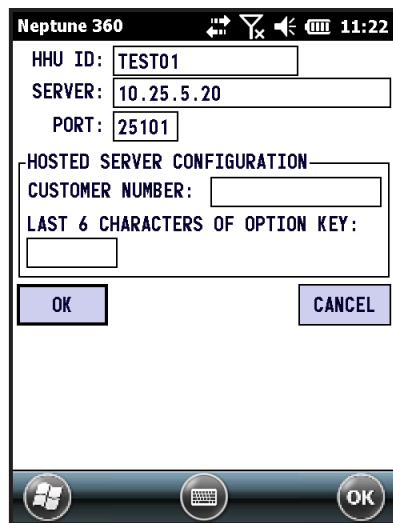 Neptune 360 11:22
HHU ID: TEST01
SERVER: 10.25.5.20
PORT: 25101
HOSTED SERVER CONFIGURATION
CUSTOMER NUMBER:
LAST 6 CHARACTERS OF OPTION KEY:
OK CANCEL
OK